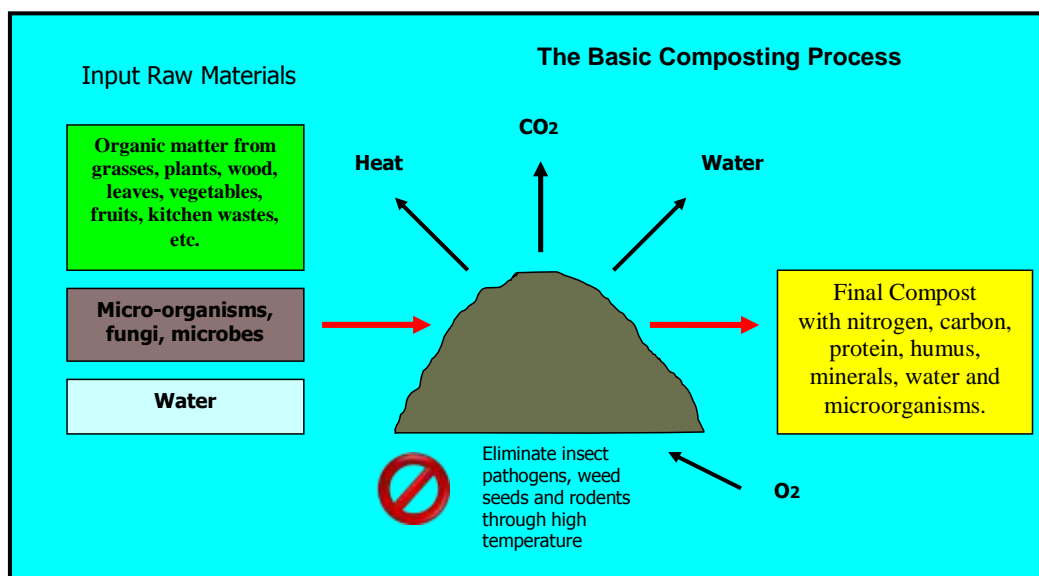 The Basic Composting Process
Input Raw Materials
Organic matter from
grasses, plants, wood,
leaves, vegetables,
fruits, kitchen wastes,
etc.
Micro-organisms,
fungi, microbes
Water
Heat
CO2
Water
Final Compost
with nitrogen, carbon,
protein, humus,
minerals, water and
microorganisms.
Eliminate insect
pathogens, weed
seeds and rodents
through high
temperature
O2